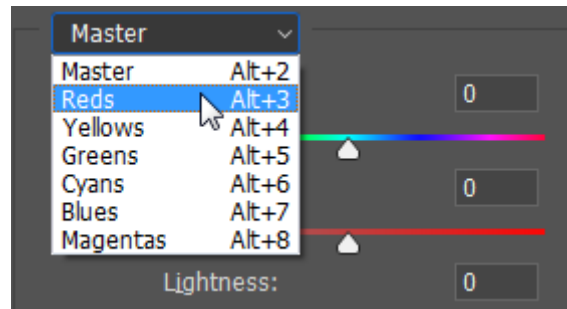 Master
Master Alt+2
Reds Alt+3
0
Yellows Alt+4
Greens Alt+5
Cyans Alt+6
0
Blues Alt+7
Magentas Alt+8
Lightness: 0